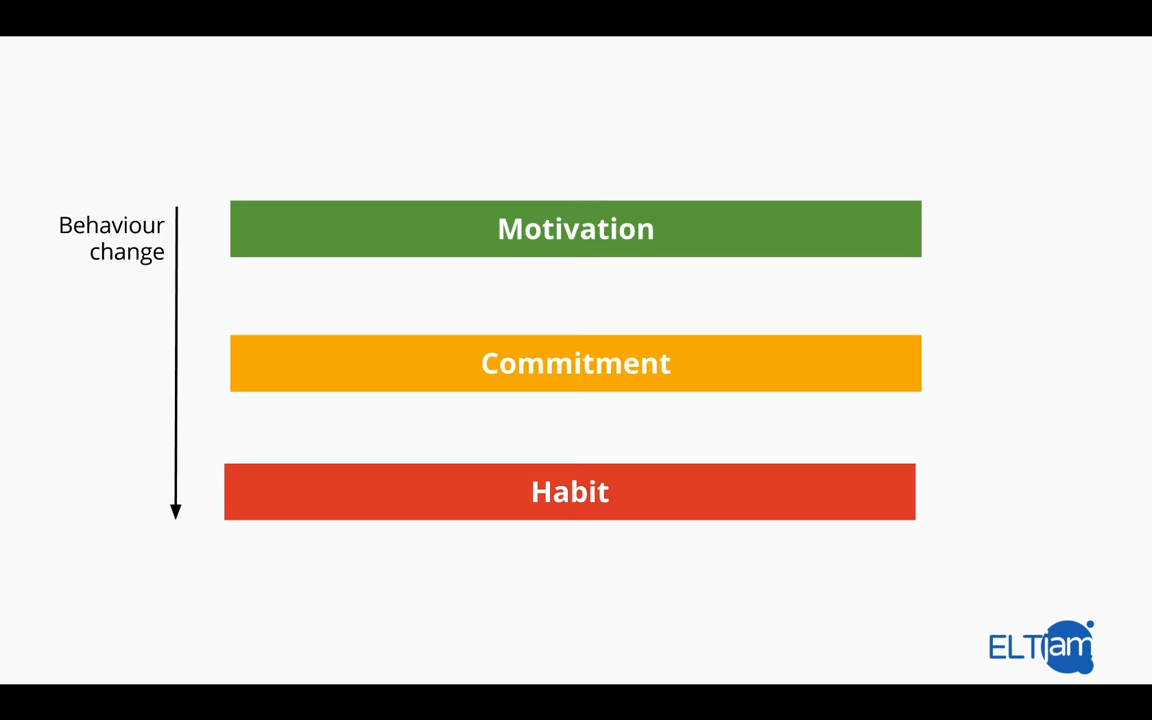 Behaviour
change
Motivation
Commitment
Habit
ELTjam